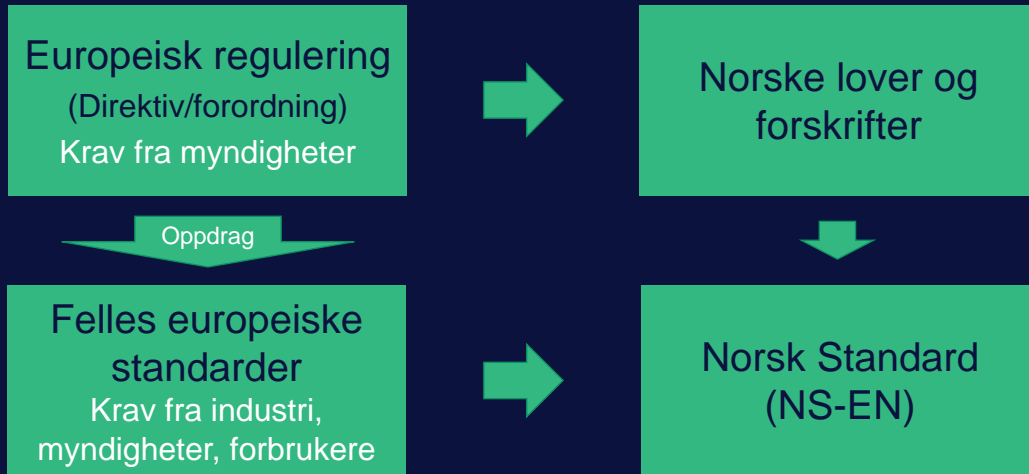 Europeisk regulering
(Direktiv/forordning)
Krav fra myndigheter
Norske lover og
forskrifter
Oppdrag
Felles europeiske
standarder
Krav fra industri,
myndigheter, forbrukere
Norsk Standard
(NS-EN)